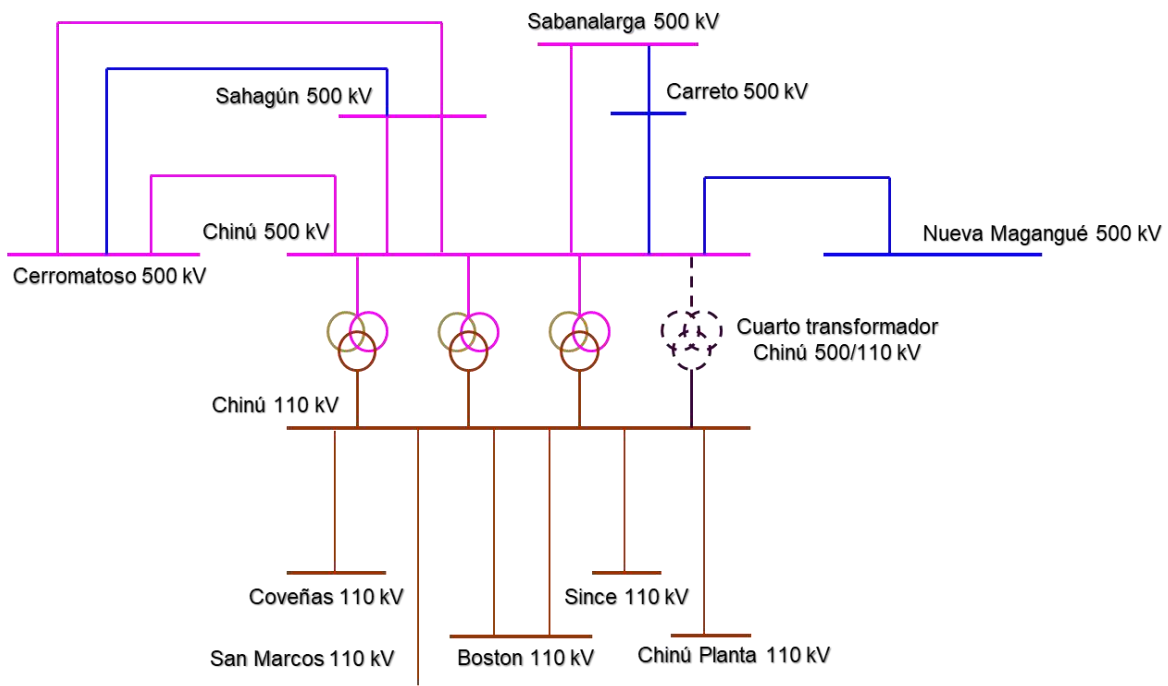 Sabanalarga 500 kV
Sahagún 500 kV
Carreto 500 kV
Chinú 500 kV
Nueva Magangué 500 kV
Cerromatoso 500 kV
Cuarto transformador
Chinú 500/110 kV
Chinú 110 kV
Coveñas 110 kV
Since 110 kV
San Marcos 110 kV
Boston 110 kV
Chinú Planta 110 kV